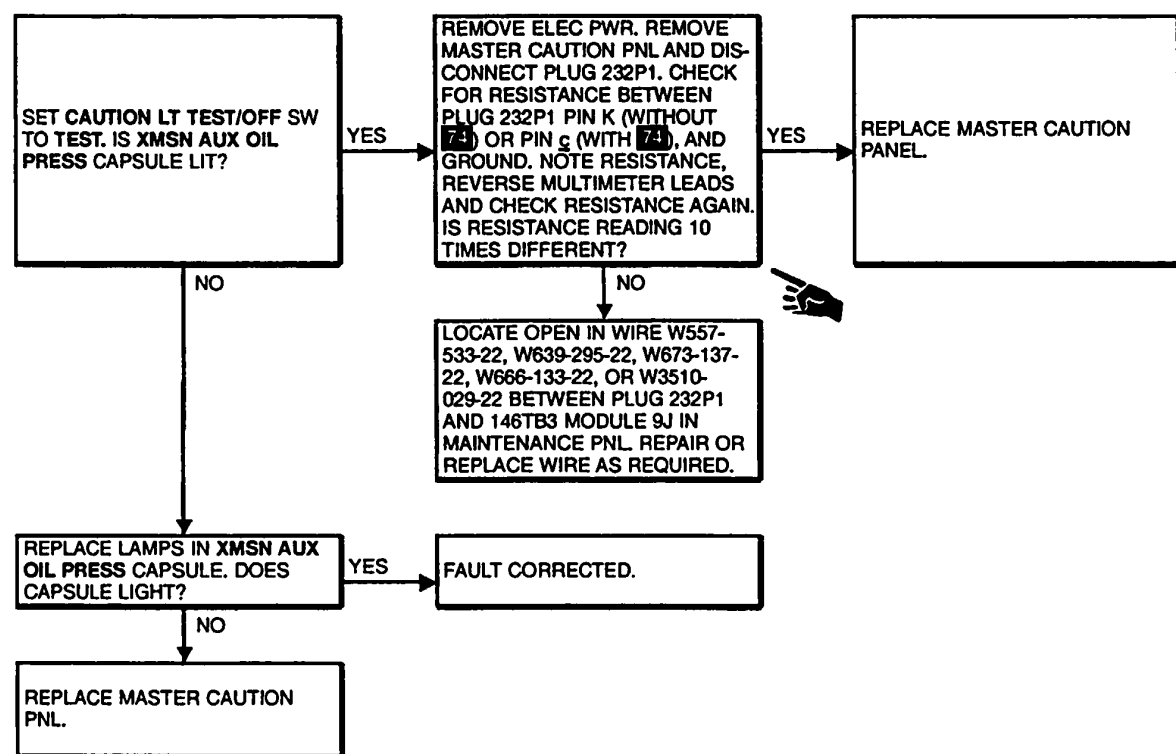 SET CAUTION LT TEST/OFF SW
TO TEST. IS XMSN AUX OIL
PRESS CAPSULE LIT?
YES
REMOVE ELEC PWR. REMOVE
MASTER CAUTION PNL AND DIS-
CONNECT PLUG 232P1. CHECK
FOR RESISTANCE BETWEEN
PLUG 232P1 PIN K (WITHOUT
74) OR PIN c (WITH 74), AND
GROUND. NOTE RESISTANCE,
REVERSE MULTIMETER LEADS
AND CHECK RESISTANCE AGAIN.
IS RESISTANCE READING 10
TIMES DIFFERENT?
YES
REPLACE MASTER CAUTION
PANEL.
NO
NO
LOCATE OPEN IN WIRE W557-
533-22, W639-295-22, W673-137-
22, W666-133-22, OR W3510-
029-22 BETWEEN PLUG 232P1
AND 146TB3 MODULE 9J IN
MAINTENANCE PNL. REPAIR OR
REPLACE WIRE AS REQUIRED.
REPLACE LAMPS IN XMSN AUX
OIL PRESS CAPSULE. DOES
CAPSULE LIGHT?
YES
FAULT CORRECTED.
NO
REPLACE MASTER CAUTION
PNL.